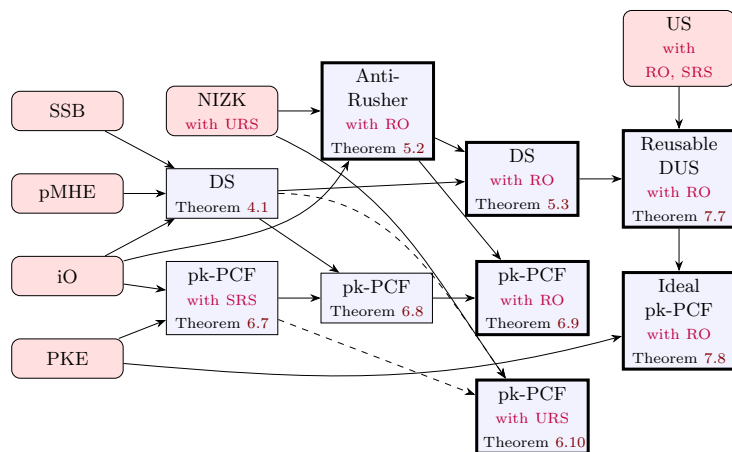 US
with
RO, SRS
SSB
NIZK
with URS
Anti-
Rusher
with RO
Theorem 5.2
pMHE
DS
Theorem 4.1
DS
with RO
Theorem 5.3
Reusable
DUS
with RO
Theorem 7.7
iO
pk-PCF
with SRS
Theorem 6.7
pk-PCF
Theorem 6.8
pk-PCF
with RO
Theorem 6.9
Ideal
pk-PCF
with RO
Theorem 7.8
PKE
pk-PCF
with URS
Theorem 6.10